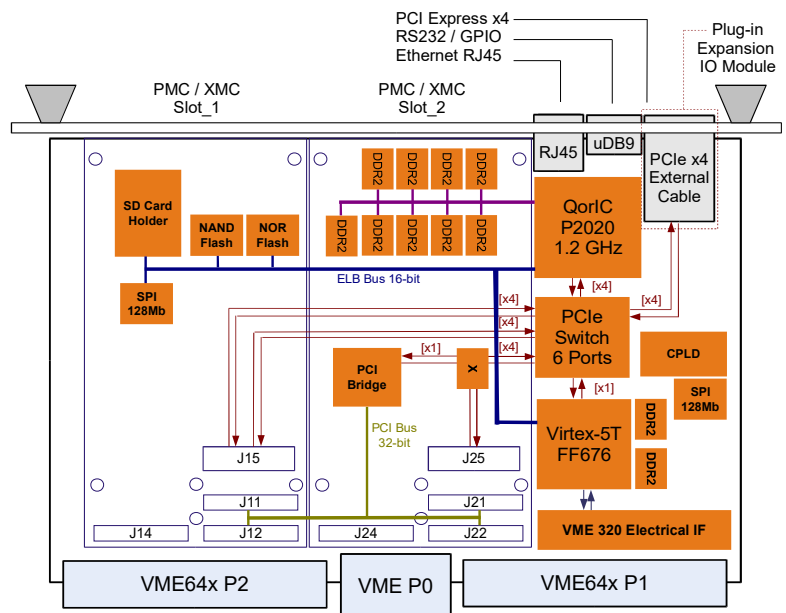 PCI Express x4
RS232 / GPIO
Ethernet RJ45
Plug-in
Expansion
IO Module
PMC / XMC
Slot_1
PMC / XMC
Slot_2
RJ45
uDB9
PCIe x4
External
Cable
SD Card
Holder
NAND
Flash
NOR
Flash
SPI
128Mb
DDR2
DDR2
DDR2
DDR2
DDR2
DDR2
DDR2
DDR2
DDR2
QorIC
P2020
1.2 GHz
ELB Bus 16-bit
[x4]
[x4]
[x4]
[x4]
[x1]
[x4]
PCIe
Switch
6 Ports
[x1]
PCI
Bridge
X
CPLD
SPI
128Mb
PCI Bus
32-bit
Virtex-5T
FF676
DDR2
DDR2
J15
J25
J11
J21
J14
J12
J24
J22
VME 320 Electrical IF
VME64x P2
VME P0
VME64x P1